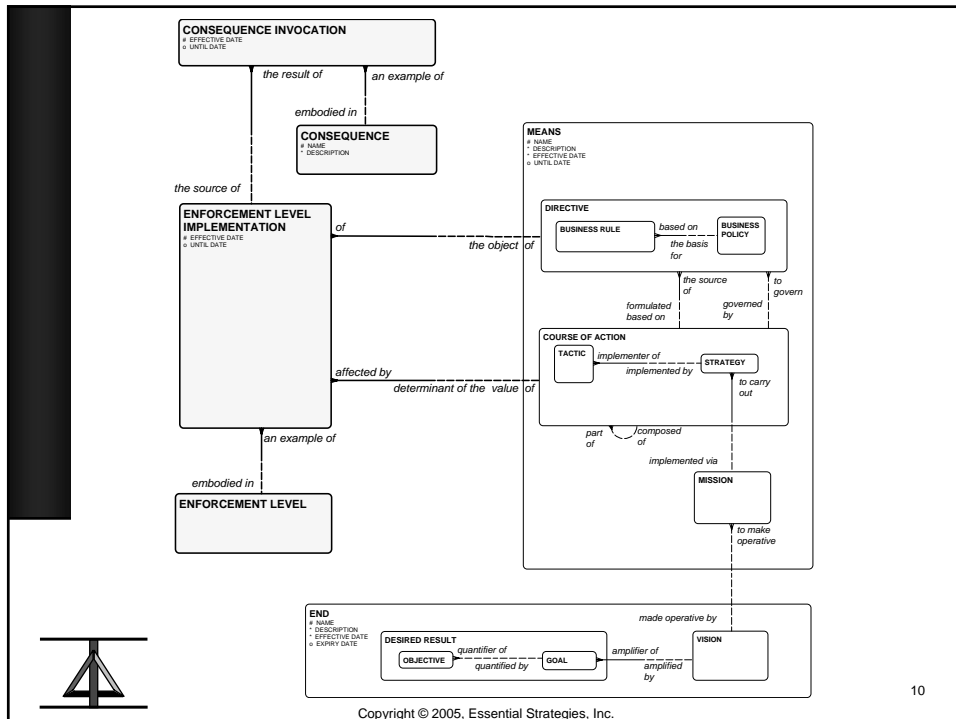 CONSEQUENCE INVOCATION
# EFFECTIVE DATE
o UNTIL DATE
the result of
an example of
embodied in
CONSEQUENCE
# NAME
* DESCRIPTION
the source of
ENFORCEMENT LEVEL
IMPLEMENTATION
# EFFECTIVE DATE
o UNTIL DATE
of
the object of
affected by
determinant of the value of
an example of
embodied in
ENFORCEMENT LEVEL
MEANS
# NAME
* DESCRIPTION
* EFFECTIVE DATE
o UNTIL DATE
DIRECTIVE
BUSINESS RULE
based on
the basis
for
BUSINESS
POLICY
the source
of
to
govern
formulated
based on
governed
by
COURSE OF ACTION
TACTIC
implementer of
implemented by
STRATEGY
to carry
out
part
of
composed
of
implemented via
MISSION
to make
operative
made operative by
END
# NAME
* DESCRIPTION
* EFFECTIVE DATE
o EXPIRY DATE
DESIRED RESULT
OBJECTIVE
quantifier of
quantified by
GOAL
amplifier of
amplified
by
VISION
10
Copyright © 2005, Essential Strategies, Inc.